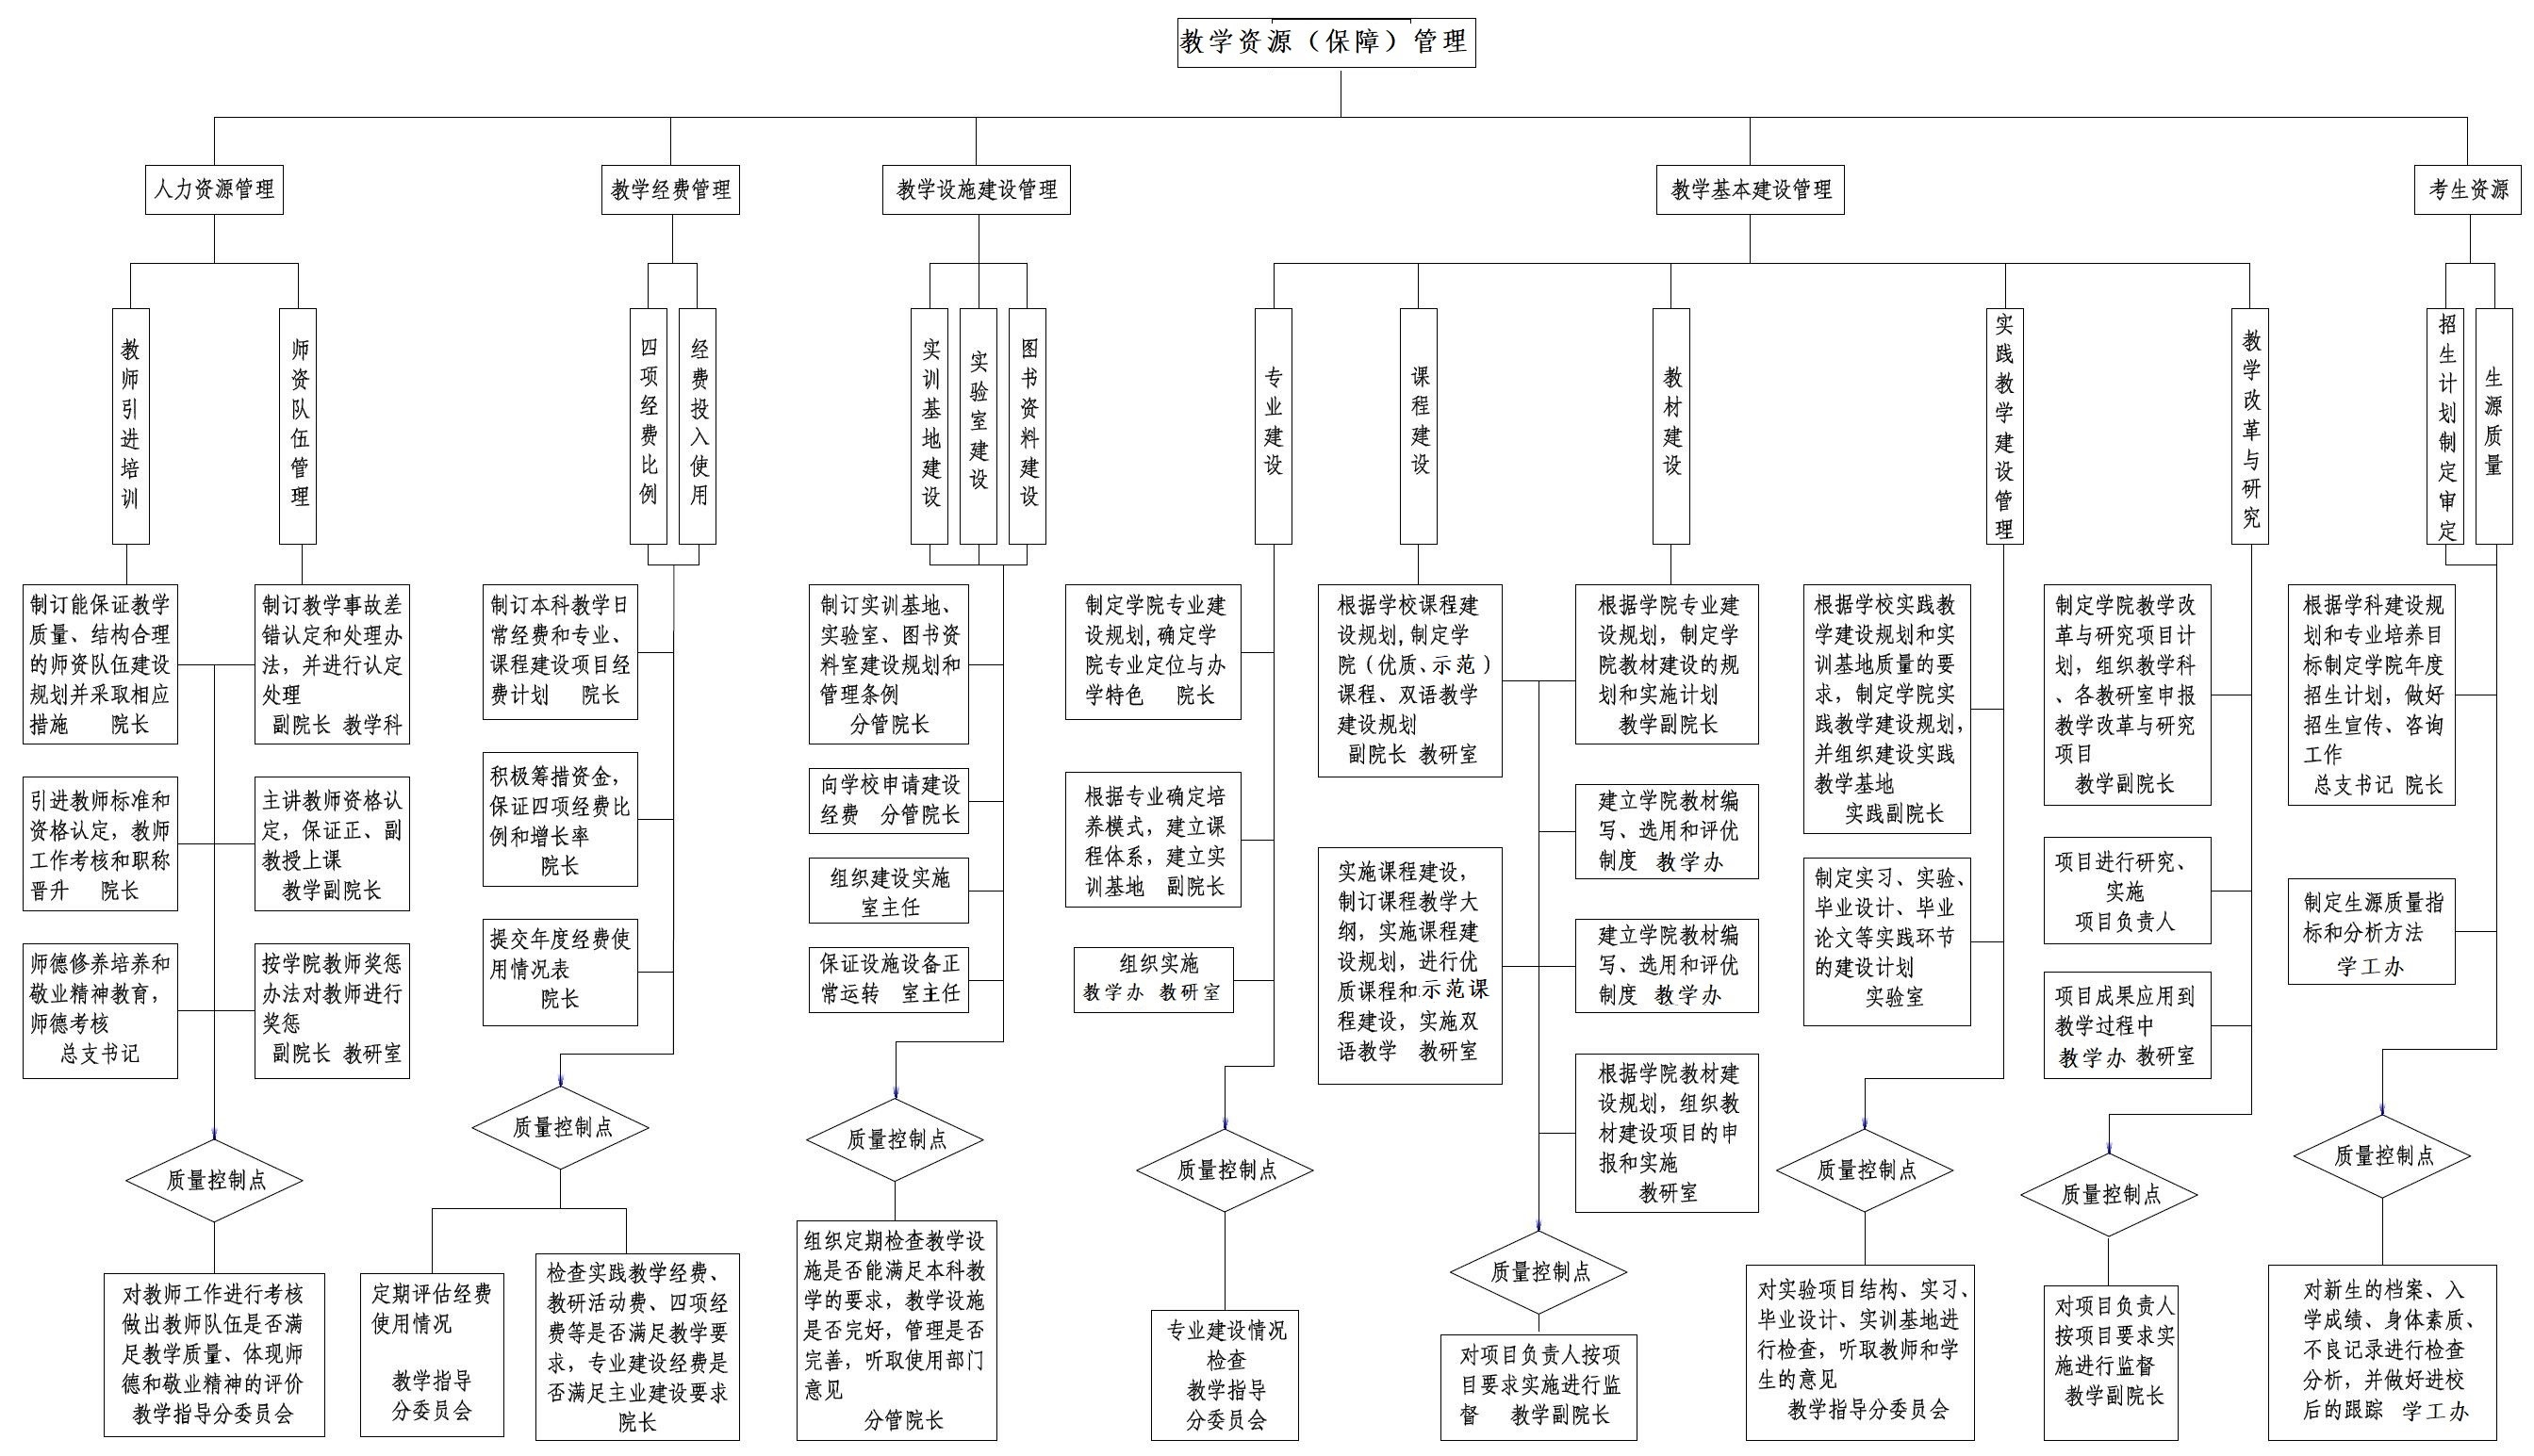 教学资源（保障）管理
人力资源管理
教学经费管理
教学设施建设管理
教学基本建设管理
考生资源
教师引进培训
师资队伍管理
四项经费比例
经费投入使用
实训基地建设
实验室建设
图书资料建设
专业建设
课程建设
教材建设
实践教学建设管理
教学改革与研究
招生计划制定审定
生源质量
制订能保证教学
质量、结构合理
的师资队伍建设
规划并采取相应
措施 院长
引进教师标准和
资格认定，教师
工作考核和职称
晋升 院长
师德修养培养和
敬业精神教育，
师德考核
总支书记
制订教学事故差
错认定和处理办
法，并进行认定
处理
副院长 教学科
主讲教师资格认
定，保证正、副
教授上课
教学副院长
按学院教师奖惩
办法对教师进行
奖惩
副院长 教研室
质量控制点
对教师工作进行考核
做出教师队伍是否满
足教学质量、体现师
德和敬业精神的评价
教学指导分委员会
制订本科教学日
常经费和专业、
课程建设项目经
费计划 院长
积极筹措资金，
保证四项经费比
例和增长率
院长
提交年度经费使
用情况表
院长
质量控制点
定期评估经费
使用情况
教学指导
分委员会
检查实践教学经费、
教研活动费、四项经
费等是否满足教学要
求，专业建设经费是
否满足主业建设要求
院长
制订实训基地、
实验室、图书资
料室建设规划和
管理条例
分管院长
向学校申请建设
经费 分管院长
组织建设实施
室主任
保证设施设备正
常运转 室主任
质量控制点
组织定期检查教学设
施是否能满足本科教
学的要求，教学设施
是否完好，管理是否
完善，听取使用部门
意见
分管院长
制定学院专业建
设规划，确定学
院专业定位与办
学特色 院长
根据专业确定培
养模式，建立课
程体系，建立实
训基地 副院长
组织实施
教学办 教研室
质量控制点
专业建设情况
检查
教学指导
分委员会
根据学校课程建
设规划，制定学
院（优质、示范）
课程、双语教学
建设规划
副院长 教研室
实施课程建设，
制订课程教学大
纲，实施课程建
设规划，进行优
质课程和示范课
程建设，实施双
语教学 教研室
根据学院专业建
设规划，制定学
院教材建设的规
划和实施计划
教学副院长
建立学院教材编
写、选用和评优
制度 教学办
建立学院教材编
写、选用和评优
制度 教学办
根据学院教材建
设规划，组织教
材建设项目的申
报和实施
教研室
质量控制点
对项目负责人按项
目要求实施进行监
督 教学副院长
根据学校实践教
学建设规划和实
训基地质量的要
求，制定学院实
践教学建设规划，
并组织建设实践
教学基地
实践副院长
制定实习、实验、
毕业设计、毕业
论文等实践环节
的建设计划
实验室
质量控制点
对实验项目结构、实习、
毕业设计、实训基地进
行检查，听取教师和学
生的意见
教学指导分委员会
制定学院教学改
革与研究项目计
划，组织教学科
、各教研室申报
教学改革与研究
项目
教学副院长
项目进行研究、
实施
项目负责人
项目成果应用到
教学过程中
教学办 教研室
质量控制点
对项目负责人
按项目要求实
施进行监督
教学副院长
根据学科建设规
划和专业培养目
标制定学院年度
招生计划，做好
招生宣传、咨询
工作
总支书记 院长
制定生源质量指
标和分析方法
学工办
质量控制点
对新生的档案、入
学成绩、身体素质、
不良记录进行检查
分析，并做好进校
后的跟踪 学工办